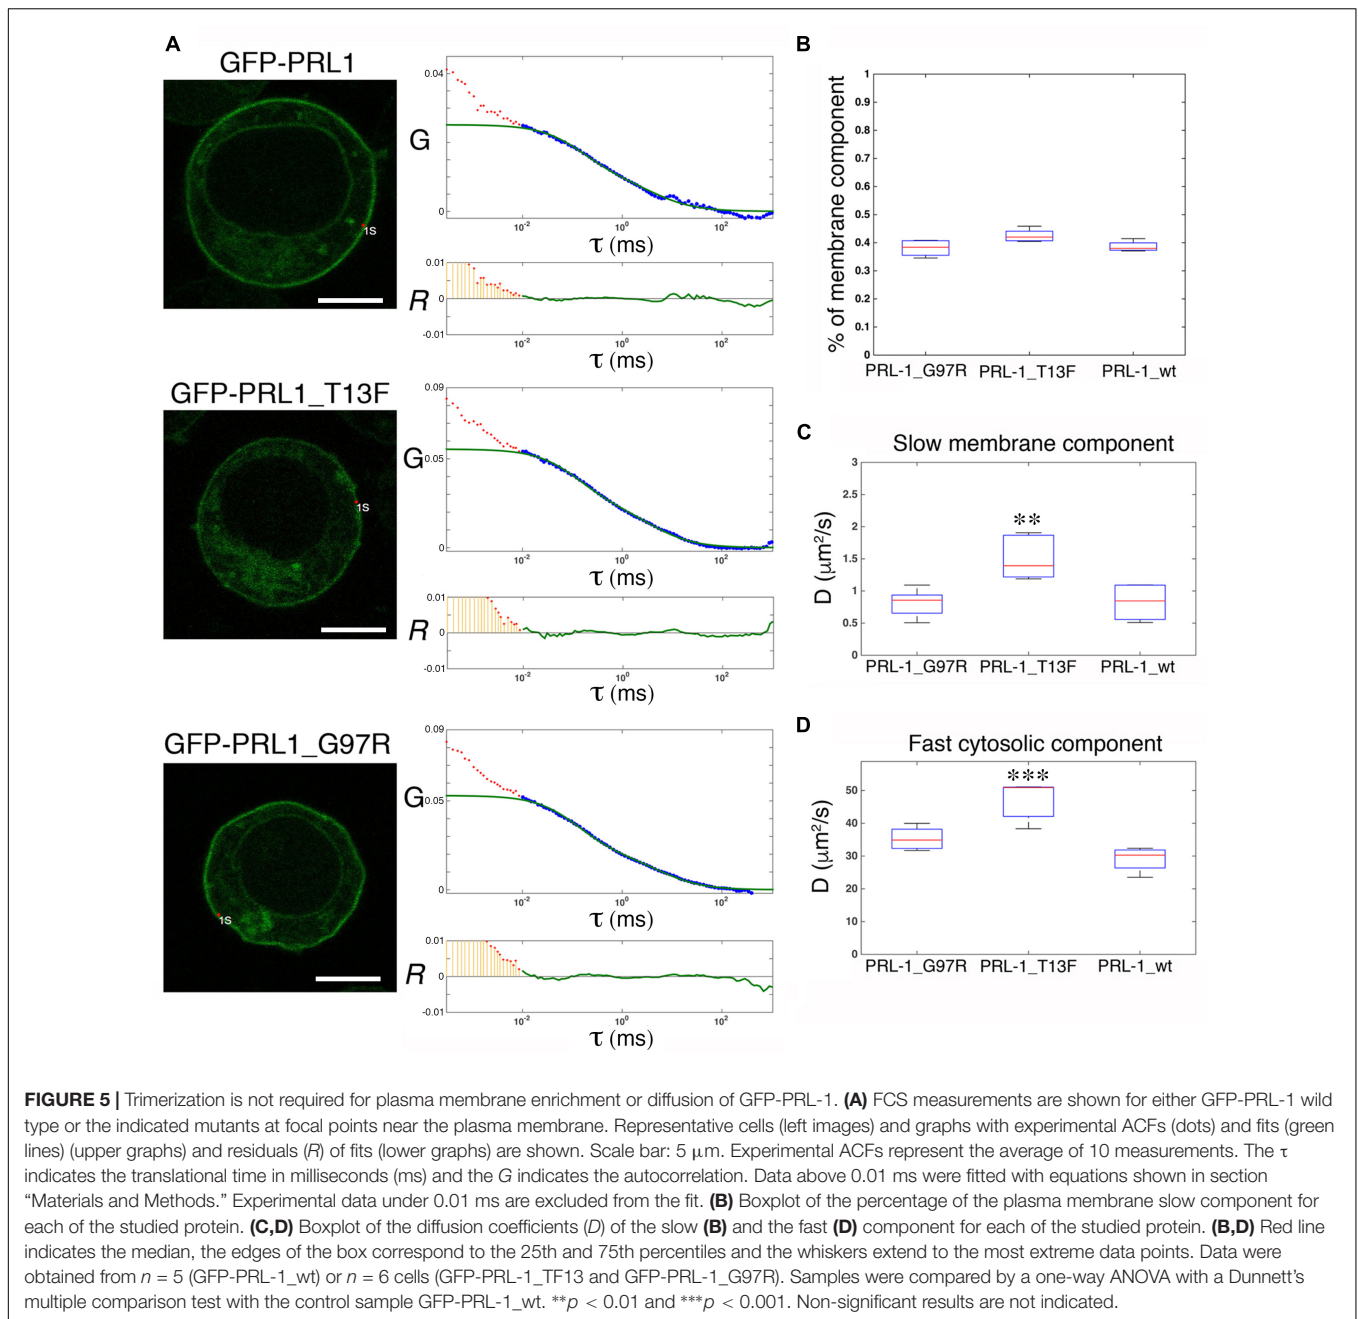 A
GFP-PRL1
1S
0.04
G
0
10⁻² 10⁰ 10²
τ (ms)
0.01
R 0
-0.01
10⁻² 10⁰ 10²
τ (ms)
GFP-PRL1_T13F
1S
0.09
G 0.05
0
10⁻² 10⁰ 10²
τ (ms)
0.01
R 0
-0.01
10⁻² 10⁰ 10²
τ (ms)
GFP-PRL1_G97R
1S
0.09
G 0.05
0
10⁻² 10⁰ 10²
τ (ms)
0.01
R 0
-0.01
10⁻² 10⁰ 10²
τ (ms)
B
% of membrane component
1
0.9
0.8
0.7
0.6
0.5
0.4
0.3
0.2
0.1
0
PRL-1_G97R PRL-1_T13F PRL-1_wt
C
Slow membrane component
D (μm²/s)
3
2.5
2
1.5
1
0.5
0
**
PRL-1_G97R PRL-1_T13F PRL-1_wt
D
Fast cytosolic component
D (μm²/s)
50
40
30
20
10
0
***
PRL-1_G97R PRL-1_T13F PRL-1_wt
FIGURE 5 | Trimerization is not required for plasma membrane enrichment or diffusion of GFP-PRL-1. (A) FCS measurements are shown for either GFP-PRL-1 wild
type or the indicated mutants at focal points near the plasma membrane. Representative cells (left images) and graphs with experimental ACFs (dots) and fits (green
lines) (upper graphs) and residuals (R) of fits (lower graphs) are shown. Scale bar: 5 μm. Experimental ACFs represent the average of 10 measurements. The τ
indicates the translational time in milliseconds (ms) and the G indicates the autocorrelation. Data above 0.01 ms were fitted with equations shown in section
“Materials and Methods.” Experimental data under 0.01 ms are excluded from the fit. (B) Boxplot of the percentage of the plasma membrane slow component for
each of the studied protein. (C,D) Boxplot of the diffusion coefficients (D) of the slow (B) and the fast (D) component for each of the studied protein. (B,D) Red line
indicates the median, the edges of the box correspond to the 25th and 75th percentiles and the whiskers extend to the most extreme data points. Data were
obtained from n = 5 (GFP-PRL-1_wt) or n = 6 cells (GFP-PRL-1_TF13 and GFP-PRL-1_G97R). Samples were compared by a one-way ANOVA with a Dunnett’s
multiple comparison test with the control sample GFP-PRL-1_wt. **p < 0.01 and ***p < 0.001. Non-significant results are not indicated.